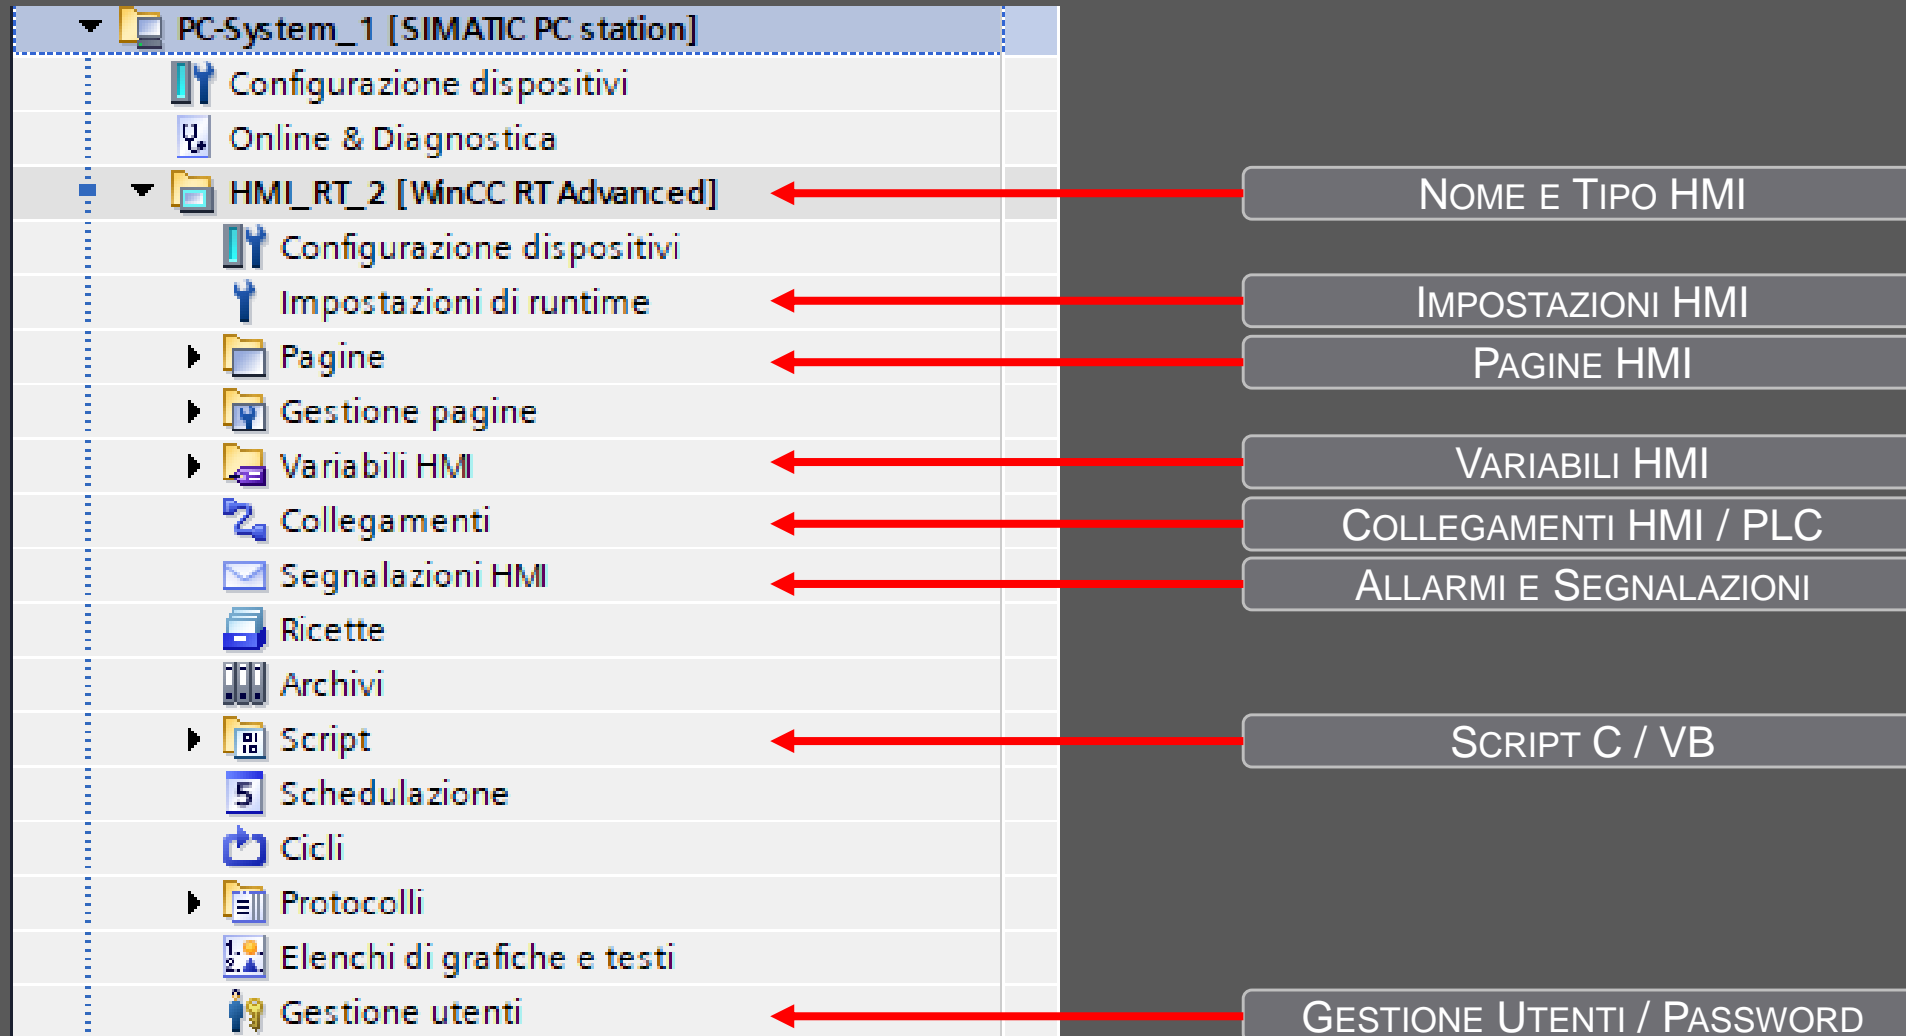 PC-System_1 [SIMATIC PC station]
Configurazione dispositivi
Online & Diagnostica
HMI_RT_2 [WinCC RT Advanced]
NOME E TIPO HMI
Configurazione dispositivi
Impostazioni di runtime
IMPOSTAZIONI HMI
Pagine
PAGINE HMI
Gestione pagine
Variabili HMI
VARIABILI HMI
Collegamenti
COLLEGAMENTI HMI / PLC
Segnalazioni HMI
ALLARMI E SEGNALAZIONI
Ricette
Archivi
Script
SCRIPT C / VB
Schedulazione
Cicli
Protocolli
Elenchi di grafiche e testi
Gestione utenti
GESTIONE UTENTI / PASSWORD